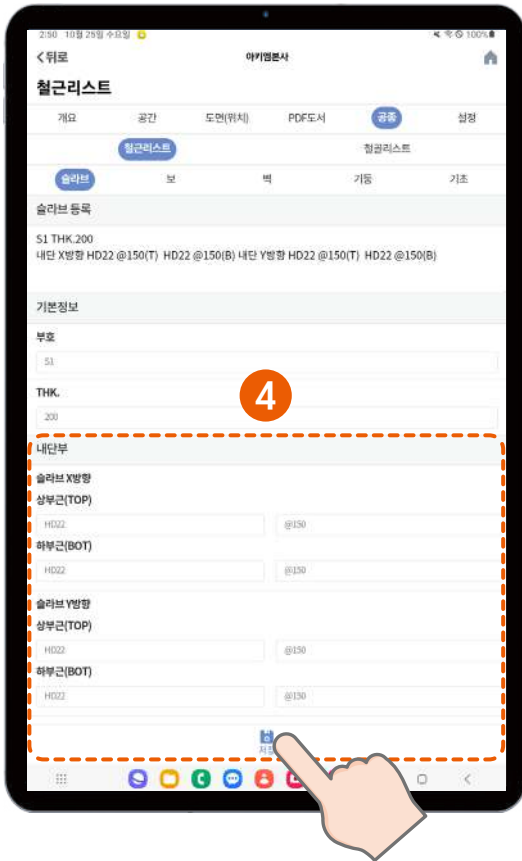 2:50 10월 25일 수요일 100%
뒤로 아키엠본사
철근리스트
개요 공간 도면(위치) PDF도서 공종 설정
철근리스트 철골리스트
슬라브 보 벽 기둥 기초
슬라브 등록
S1 THK.200
내단 X방향 HD22 @150(T) HD22 @150(B) 내단 Y방향 HD22 @150(T) HD22 @150(B)
기본정보
부호
S1
THK.
4
200
내단부
슬라브 X방향
상부근(TOP)
HD22 @150
하부근(BOT)
HD22 @150
슬라브 Y방향
상부근(TOP)
HD22 @150
하부근(BOT)
HD22 @150
저장